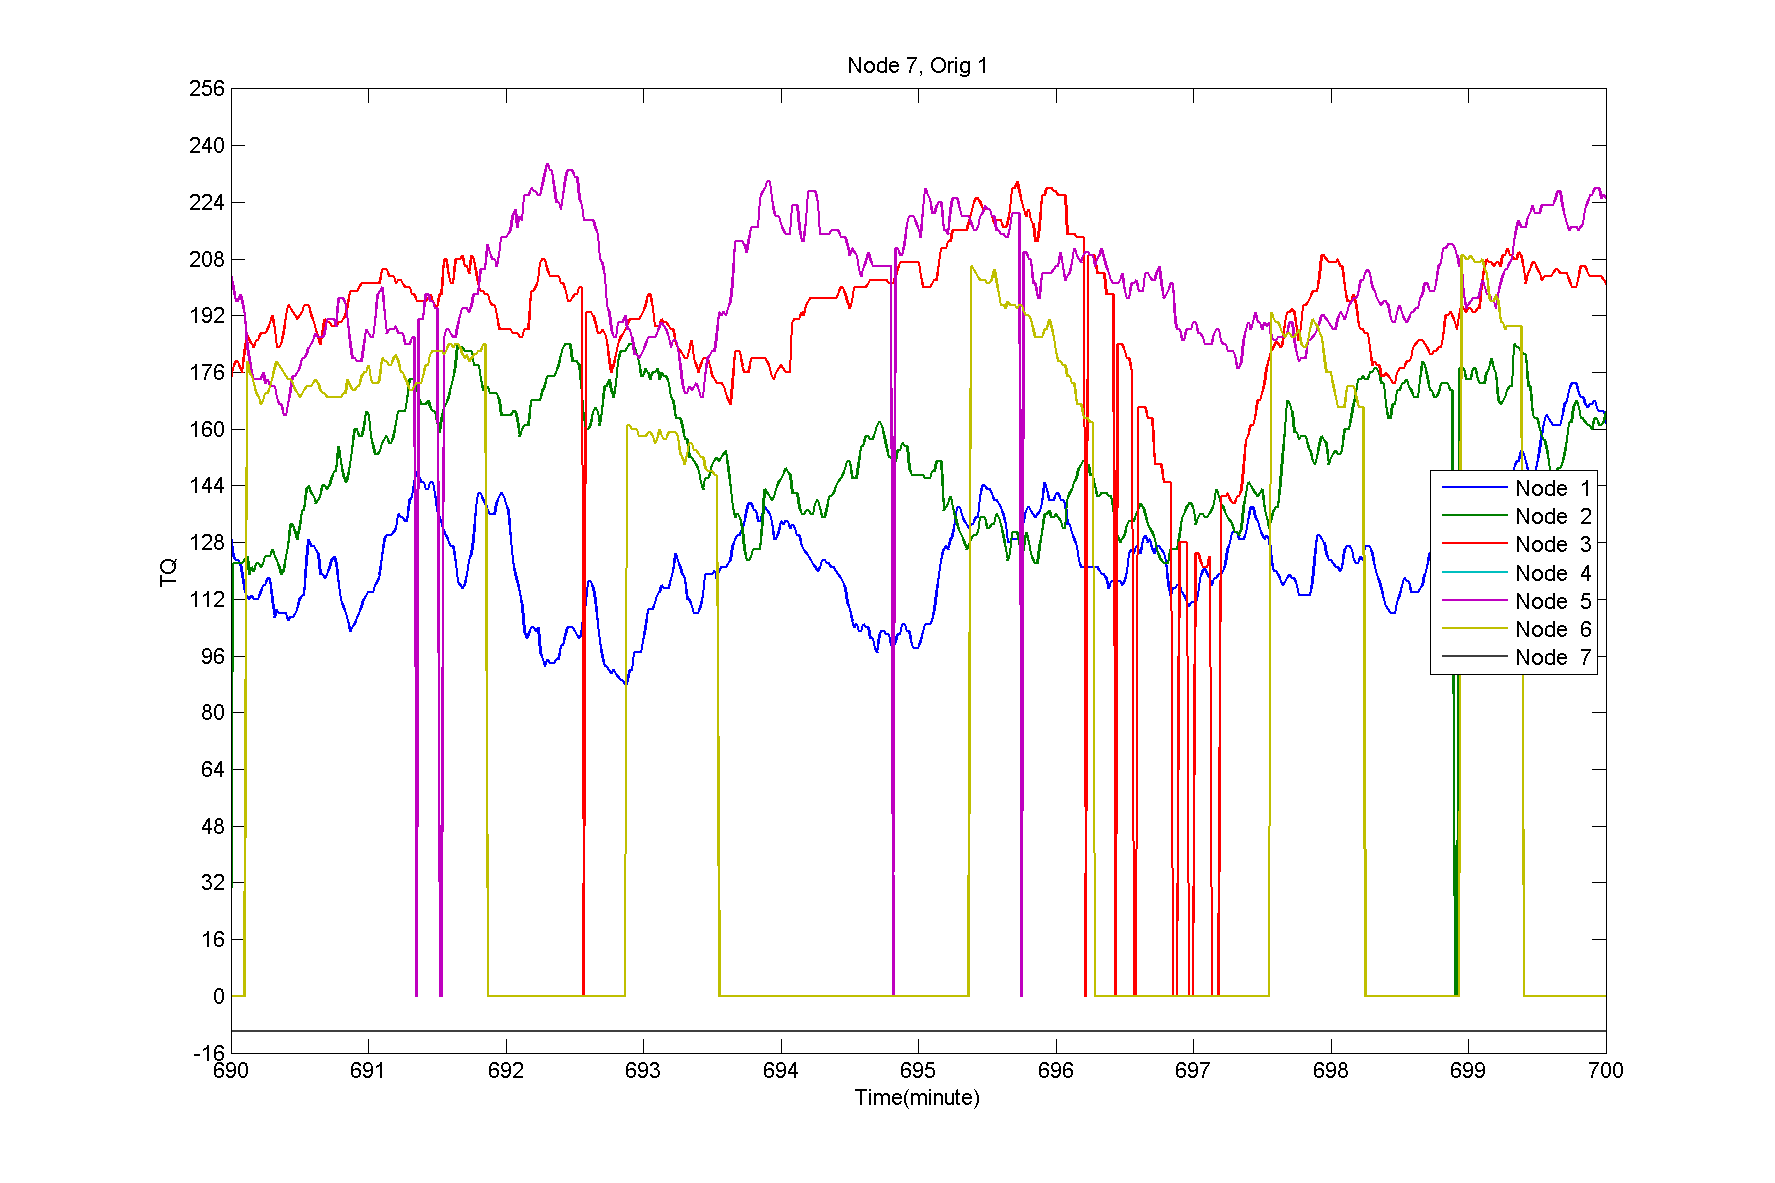 Node 7, Orig 1
256
240
224
208
192
176
160
144
128
112
96
80
64
48
32
16
0
-16
TQ
690 691 692 693 694 695 696 697 698 699 700
Time(minute)
Node 1
Node 2
Node 3
Node 4
Node 5
Node 6
Node 7